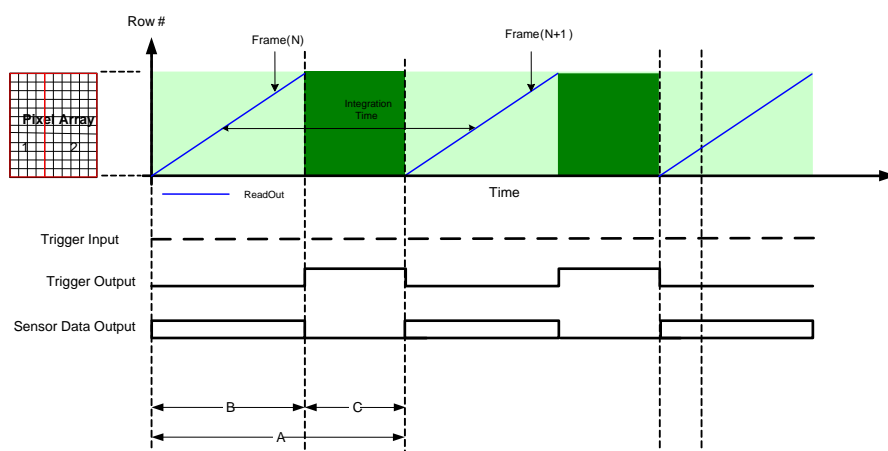 Row #
Frame(N)
Frame(N+1)
Pixel Array
1 2
Integration
Time
ReadOut
Time
Trigger Input
Trigger Output
Sensor Data Output
B
C
A